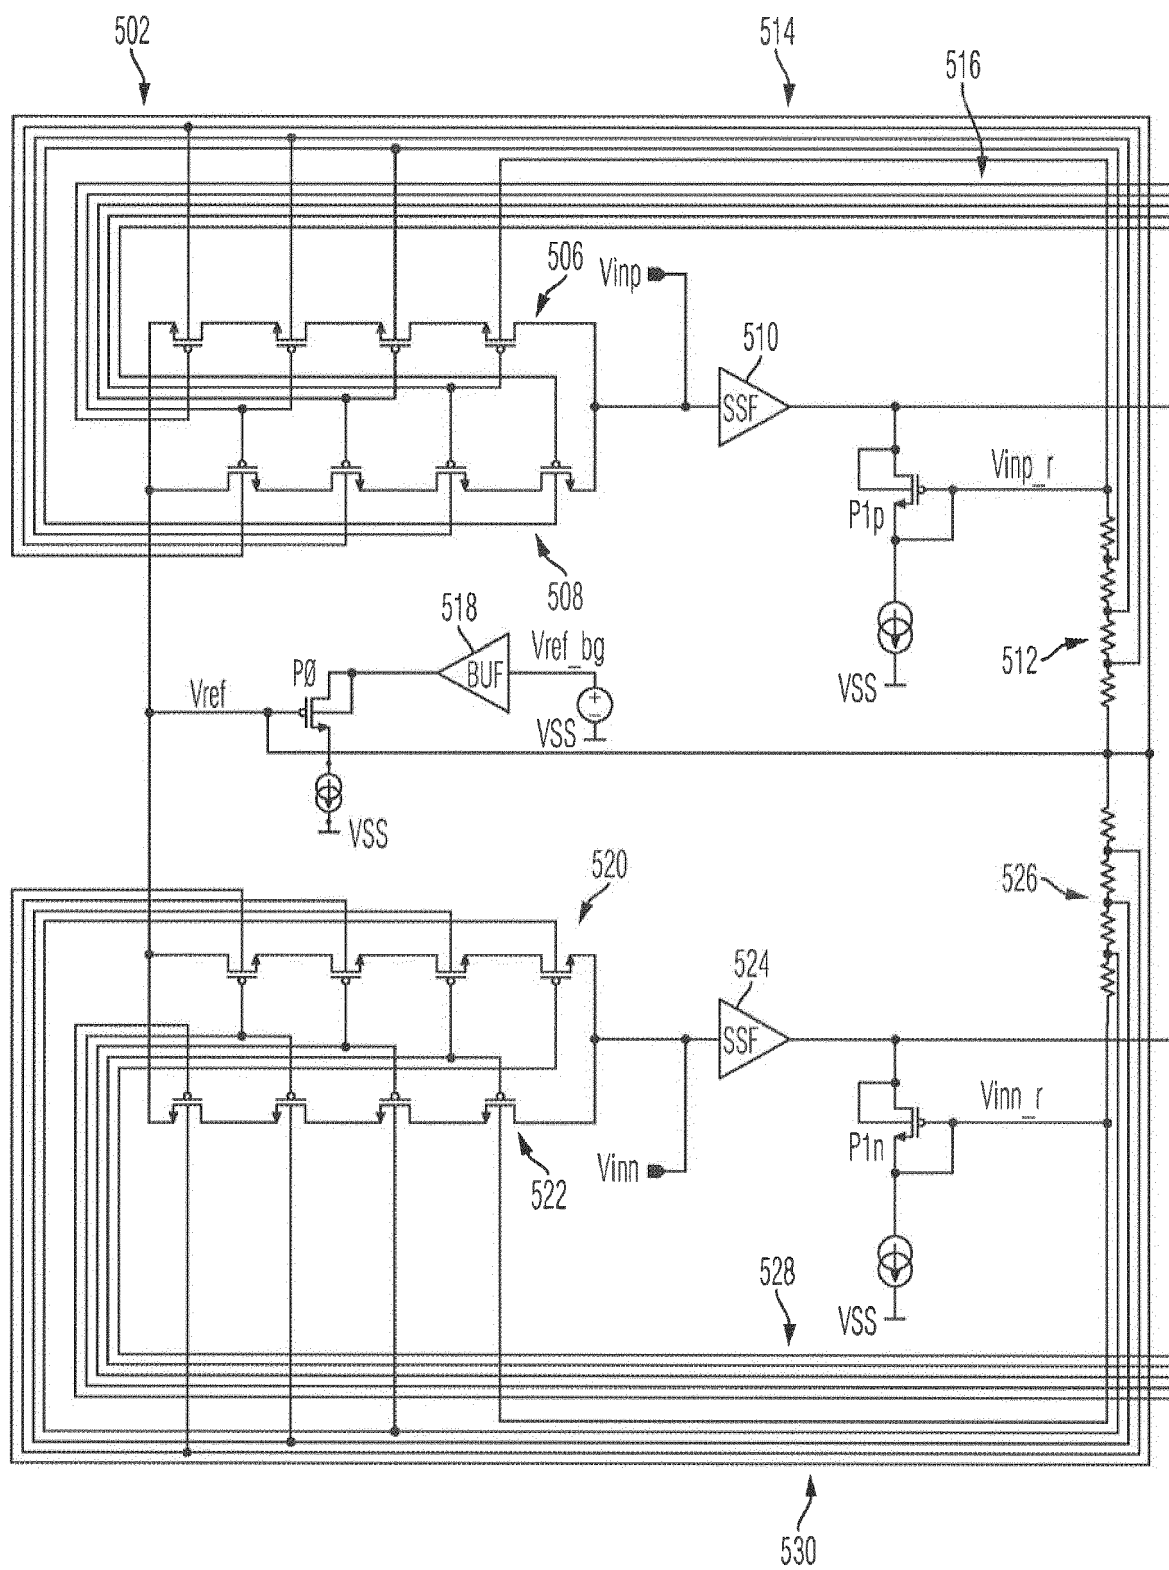 502
514
516
506
Vinp
510
SSF
Vinp_r
P1p
508
518
Vref_bg
BUF
PØ
Vref
512
VSS
VSS
VSS
520
526
524
SSF
Vinn_r
P1n
Vinn
522
528
VSS
530